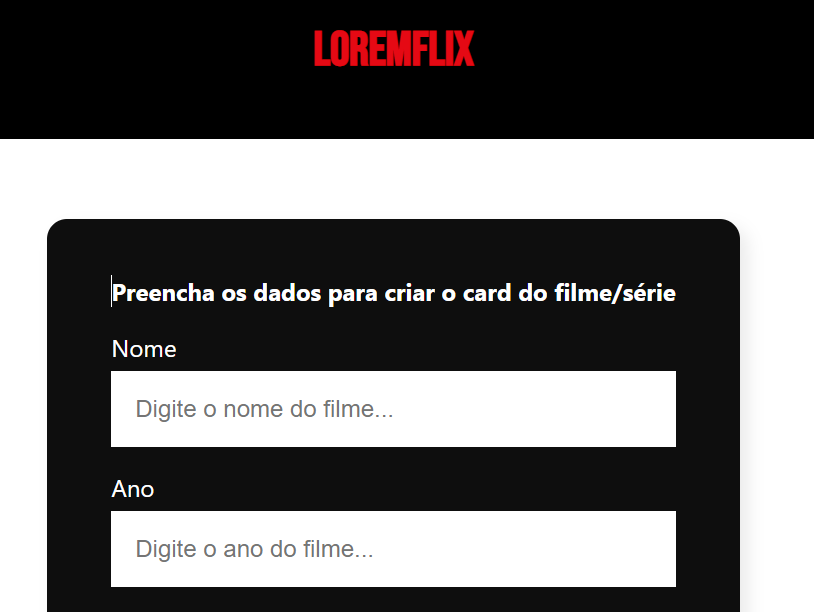 LOREMFLIX
Preencha os dados para criar o card do filme/série
Nome
Digite o nome do filme...
Ano
Digite o ano do filme...